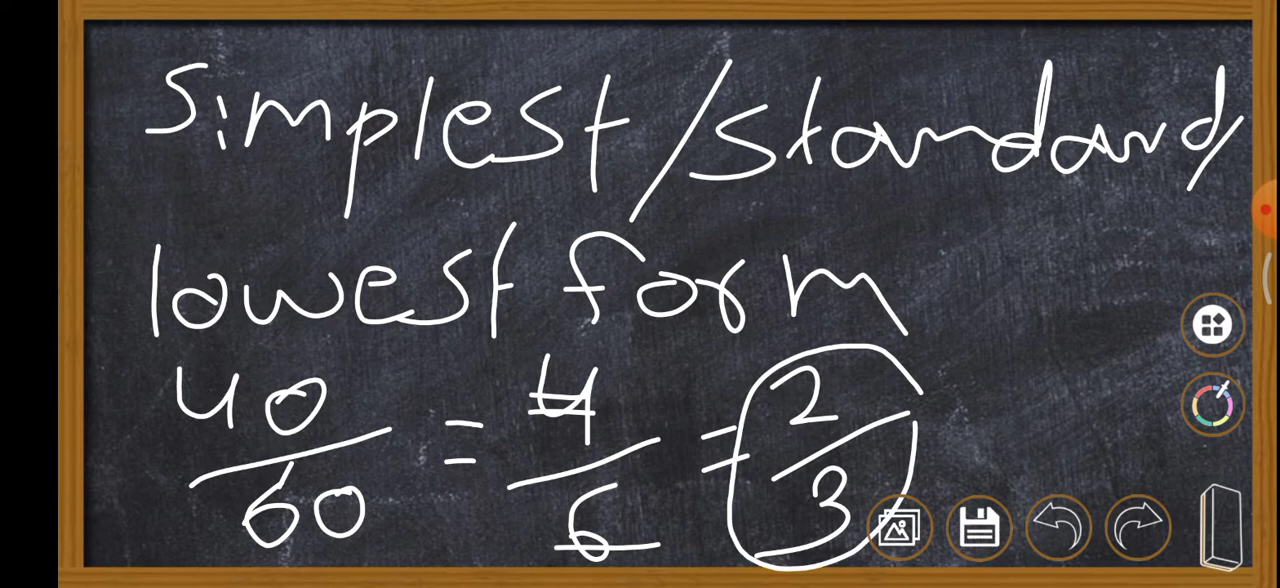 Simplest/standard/
lowest form
40/60 = 4/6 = 2/3